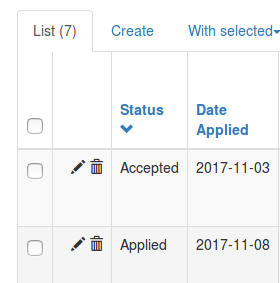 List (7) Create With selected
Status Date
Applied
Accepted 2017-11-03
Applied 2017-11-08